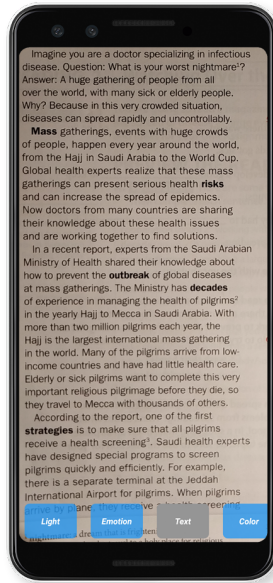 Imagine you are a doctor specializing in infectious
disease. Question: What is your worst nightmare¹?
Answer: A huge gathering of people from all
over the world, with many sick or elderly people.
Why? Because in this very crowded situation,
diseases can spread rapidly and uncontrollably.
Mass gatherings, events with huge crowds
of people, happen every year around the world,
from the Hajj in Saudi Arabia to the World Cup.
Global health experts realize that these mass
gatherings can present serious health risks
and can increase the spread of epidemics.
Now doctors from many countries are sharing
their knowledge about these health issues
and are working together to find solutions.
In a recent report, experts from the Saudi Arabian
Ministry of Health shared their knowledge about
how to prevent the outbreak of global diseases
at mass gatherings. The Ministry has decades
of experience in managing the health of pilgrims²
in the yearly Hajj to Mecca in Saudi Arabia. With
more than two million pilgrims each year, the
Hajj is the largest international mass gathering
in the world. Many of the pilgrims arrive from low-
income countries and have had little health care.
Elderly or sick pilgrims want to complete this very
important religious pilgrimage before they die, so
they travel to Mecca with thousands of others.
According to the report, one of the first
strategies is to make sure that all pilgrims
receive a health screening³. Saudi health experts
have designed special programs to screen
pilgrims quickly and efficiently. For example,
there is a separate terminal at the Jeddah
International Airport for pilgrims. When pilgrims
arrive by plane, they receive a health screening
Light Emotion Text Color